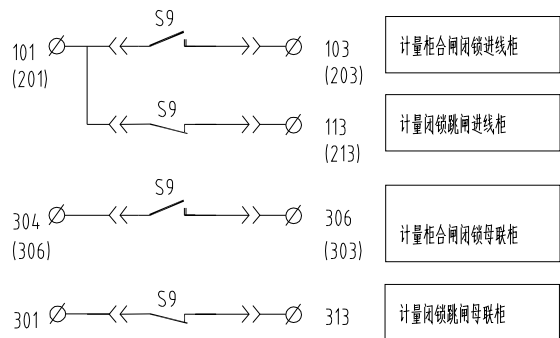 S9
101
(201)
103
(203)
计量柜合闸闭锁进线柜
S9
113
(213)
计量闭锁跳闸进线柜
S9
304
(306)
306
(303)
计量柜合闸闭锁母联柜
S9
301
313
计量闭锁跳闸母联柜